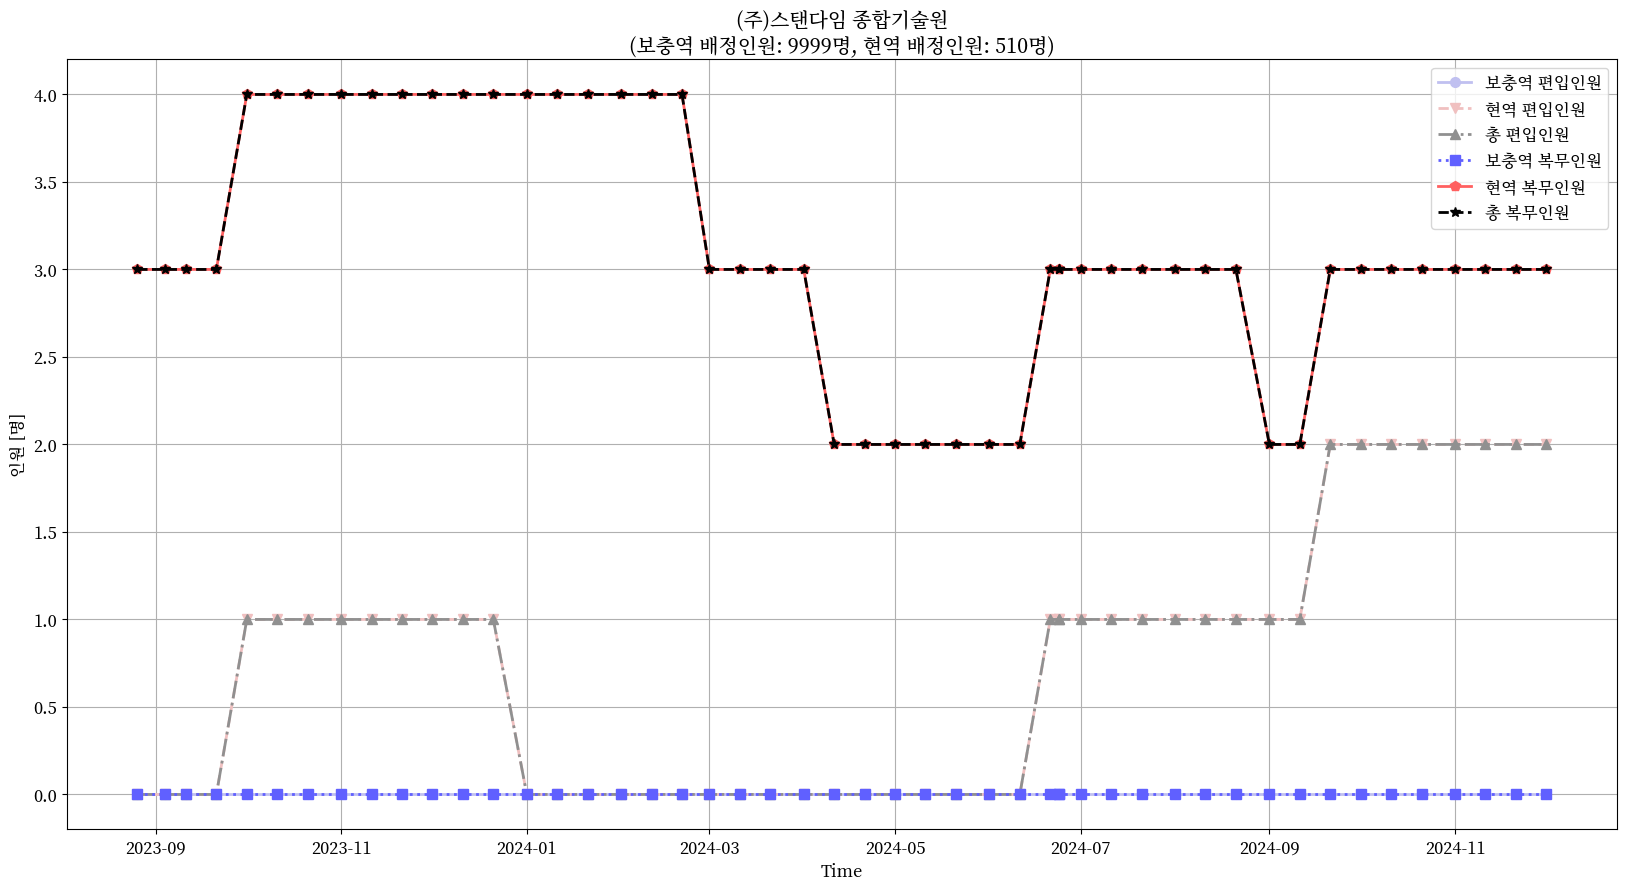 (주)스탠다임 종합기술원
(보충역 배정인원: 9999명, 현역 배정인원: 510명)
보충역 편입인원
현역 편입인원
총 편입인원
보충역 복무인원
현역 복무인원
총 복무인원
인원 [명]
4.0
3.5
3.0
2.5
2.0
1.5
1.0
0.5
0.0
2023-09
2023-11
2024-01
2024-03
2024-05
2024-07
2024-09
2024-11
Time